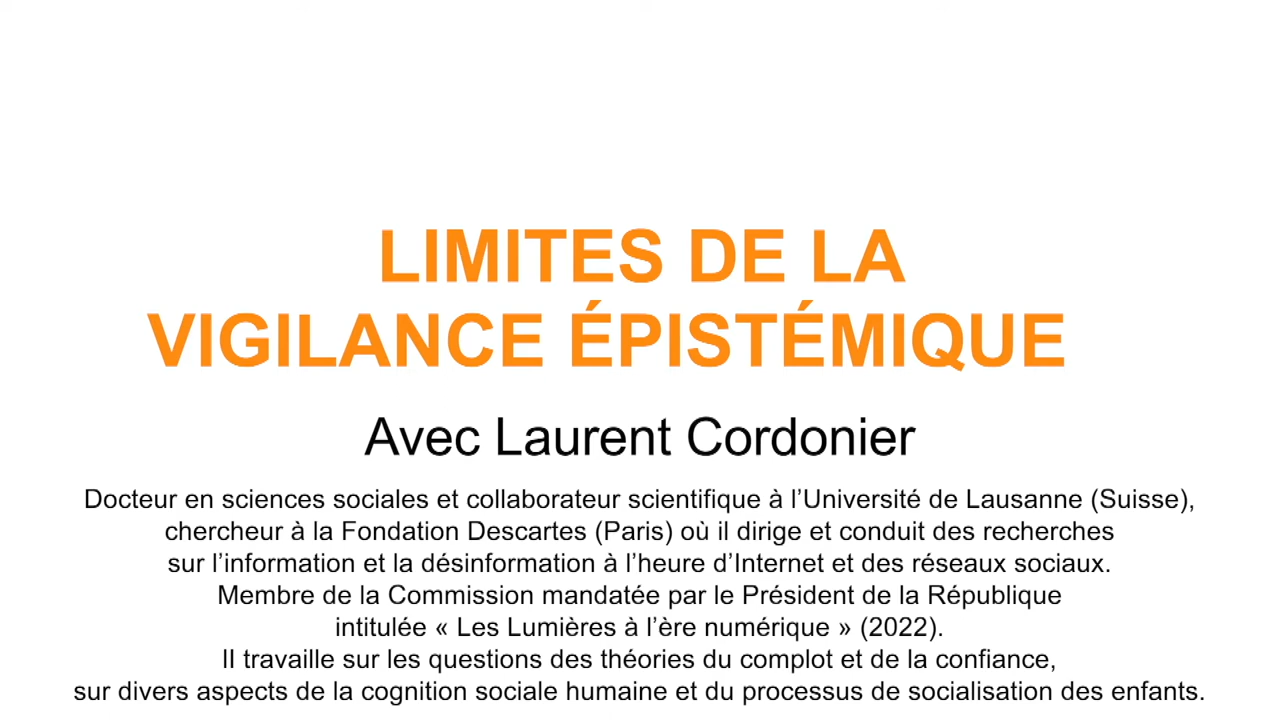 LIMITES DE LA
VIGILANCE ÉPISTÉMIQUE
Avec Laurent Cordonier
Docteur en sciences sociales et collaborateur scientifique à l’Université de Lausanne (Suisse),
chercheur à la Fondation Descartes (Paris) où il dirige et conduit des recherches
sur l’information et la désinformation à l’heure d’Internet et des réseaux sociaux.
Membre de la Commission mandatée par le Président de la République
intitulée « Les Lumières à l’ère numérique » (2022).
Il travaille sur les questions des théories du complot et de la confiance,
sur divers aspects de la cognition sociale humaine et du processus de socialisation des enfants.